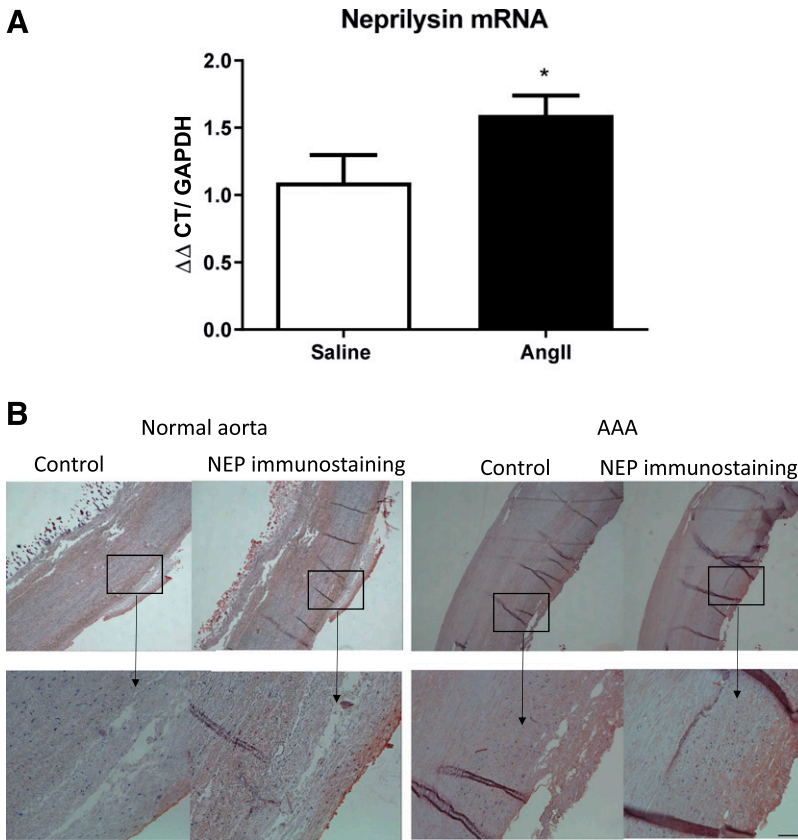 A
Neprilysin mRNA
2.0
*
1.5
1.0
0.5
0.0
ΔΔ CT/ GAPDH
Saline
AngII
B
Normal aorta
AAA
Control
NEP immunostaining
Control
NEP immunostaining